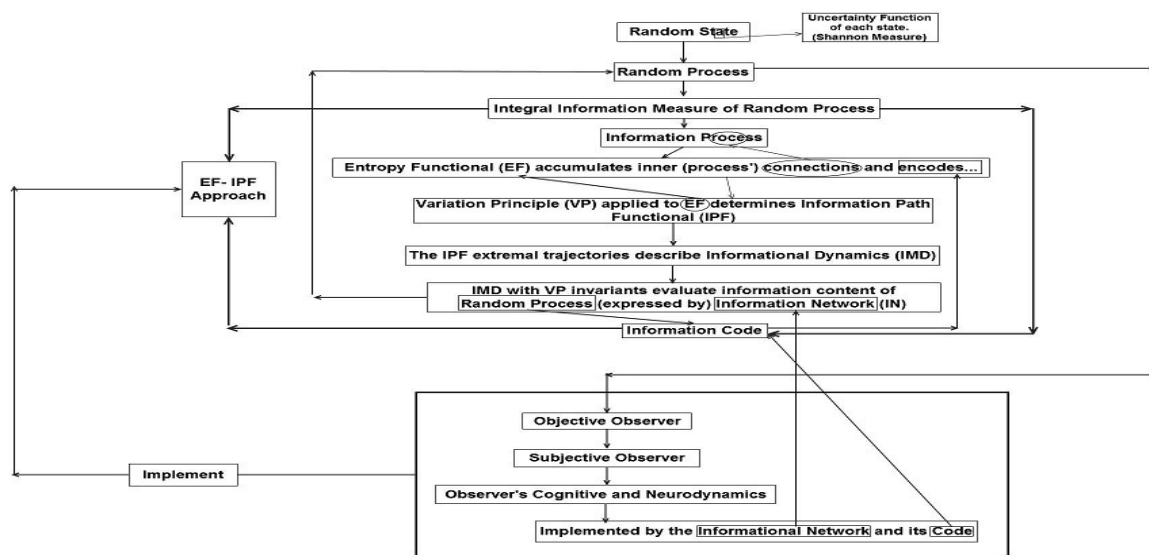 Uncertainty Function
of each state.
(Shannon Measure)
Random State
Random Process
Integral Information Measure of Random Process
Information Process
Entropy Functional (EF) accumulates inner (process') connections and encodes...
EF- IPF
Approach
Variation Principle (VP) applied to EF determines Information Path
Functional (IPF)
The IPF extremal trajectories describe Informational Dynamics (IMD)
IMD with VP invariants evaluate information content of
Random Process (expressed by) Information Network (IN)
Information Code
Objective Observer
Subjective Observer
Implement
Observer's Cognitive and Neurodynamics
Implemented by the Informational Network and its Code